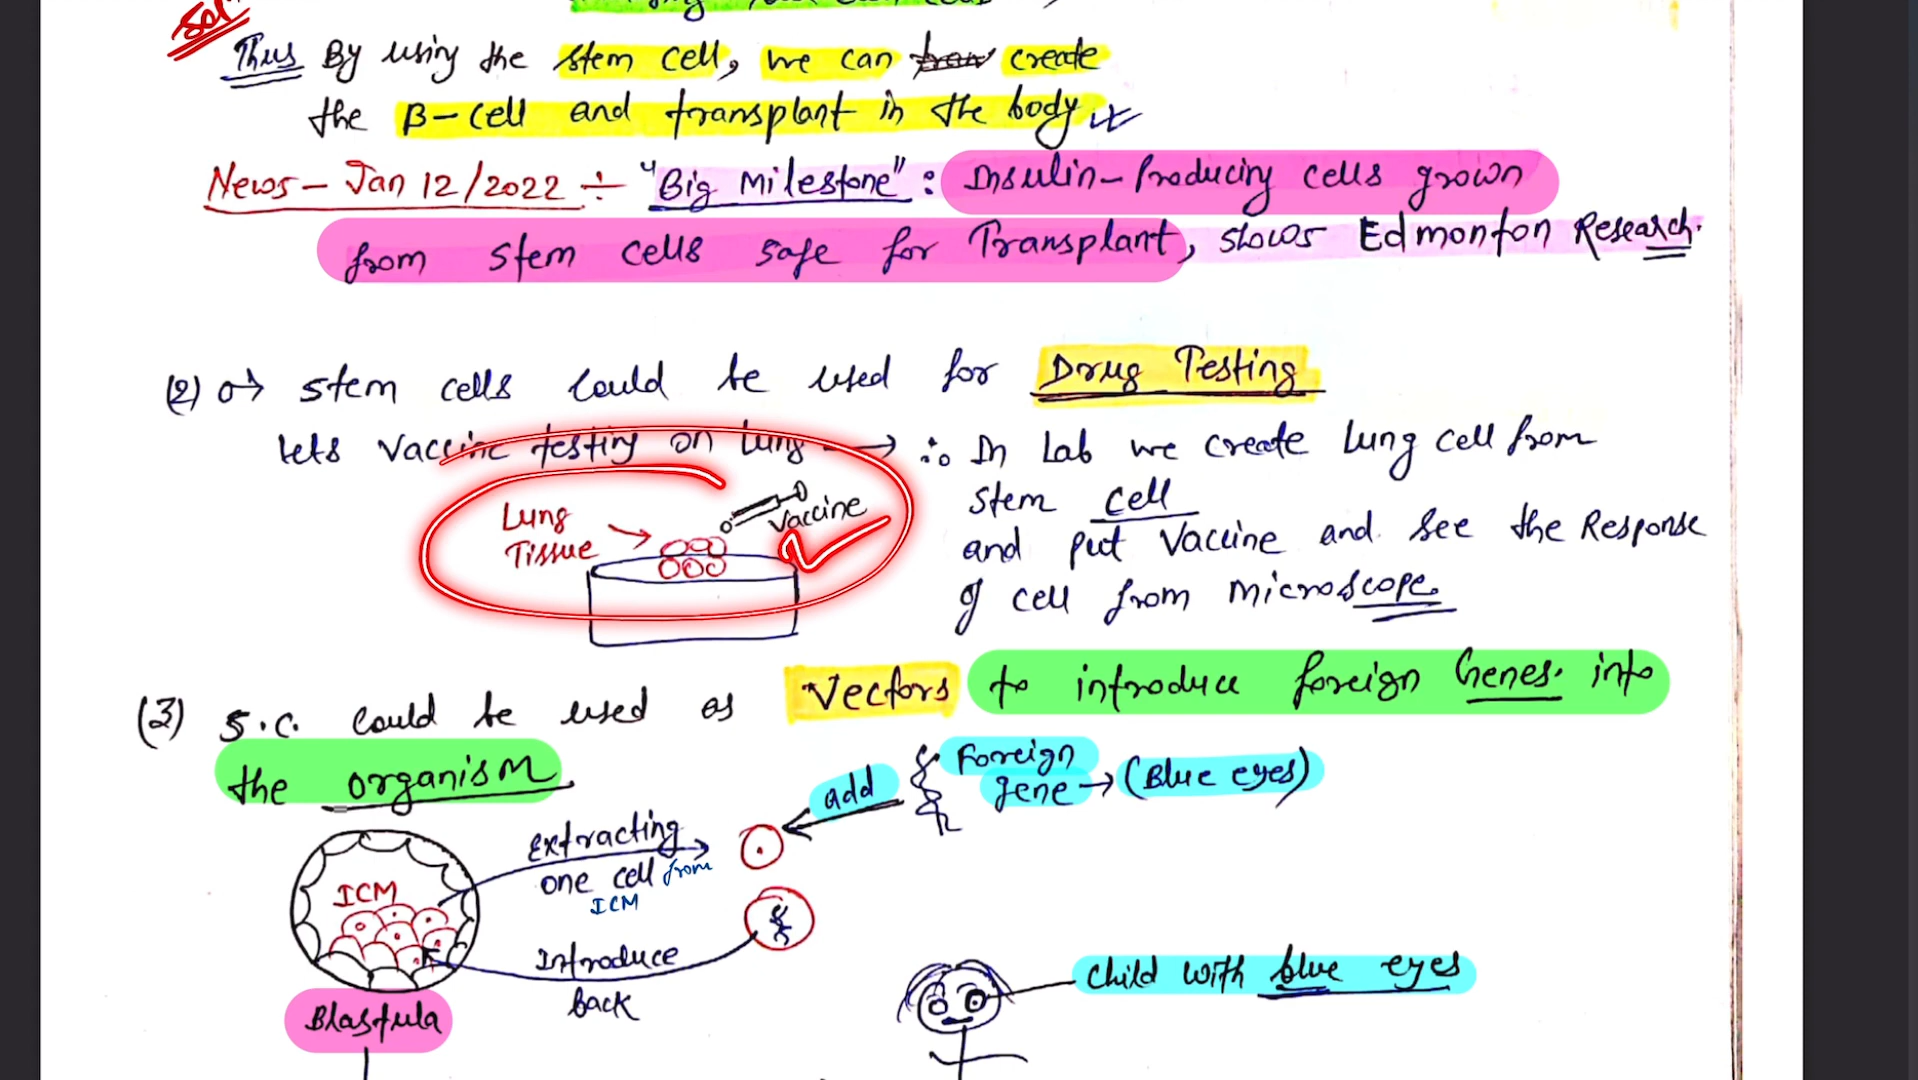 Sol
Thus By using the stem cell, we can create
the B-cell and transplant in the body
News - Jan 12/2022 ÷ "Big Milestone" : Insulin-Producing cells grown
from stem cells safe for Transplant, shows Edmonton Research.
(2) → stem cells could be used for Drug Testing
lets Vaccine testing on lung → ∴ In Lab we create lung cell from
stem cell
and put Vaccine and see the Response
of cell from microscope.
Lung
Tissue
Vaccine
(3) S.C. could be used as Vectors to introduce foreign Genes. into
the organism.
add
Foreign
gene → (Blue eyes)
Extracting
one cell from
ICM
ICM
Introduce
back
Blastula
child with blue eyes